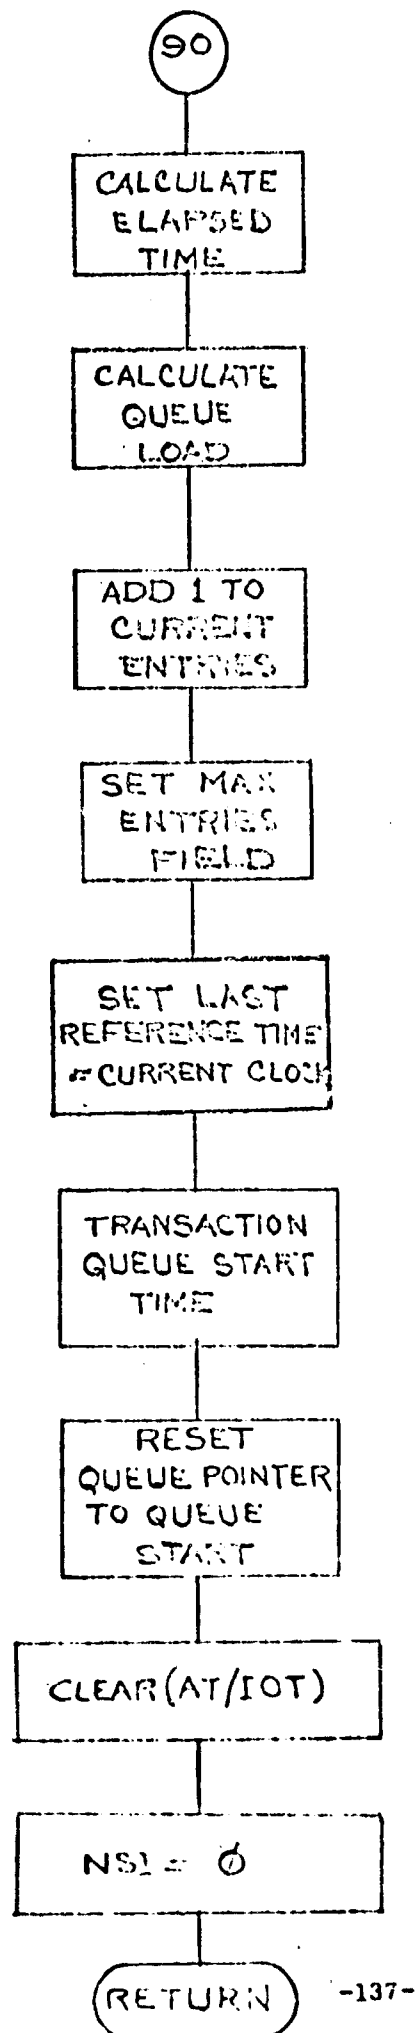 90
CALCULATE
ELAPSED
TIME
CALCULATE
QUEUE
LOAD
ADD 1 TO
CURRENT
ENTRIES
SET MAX
ENTRIES
FIELD
SET LAST
REFERENCE TIME
= CURRENT CLOCK
TRANSACTION
QUEUE START
TIME
RESET
QUEUE POINTER
TO QUEUE
START
CLEAR(AT/IOT)
NSI = Ø
RETURN
-137-